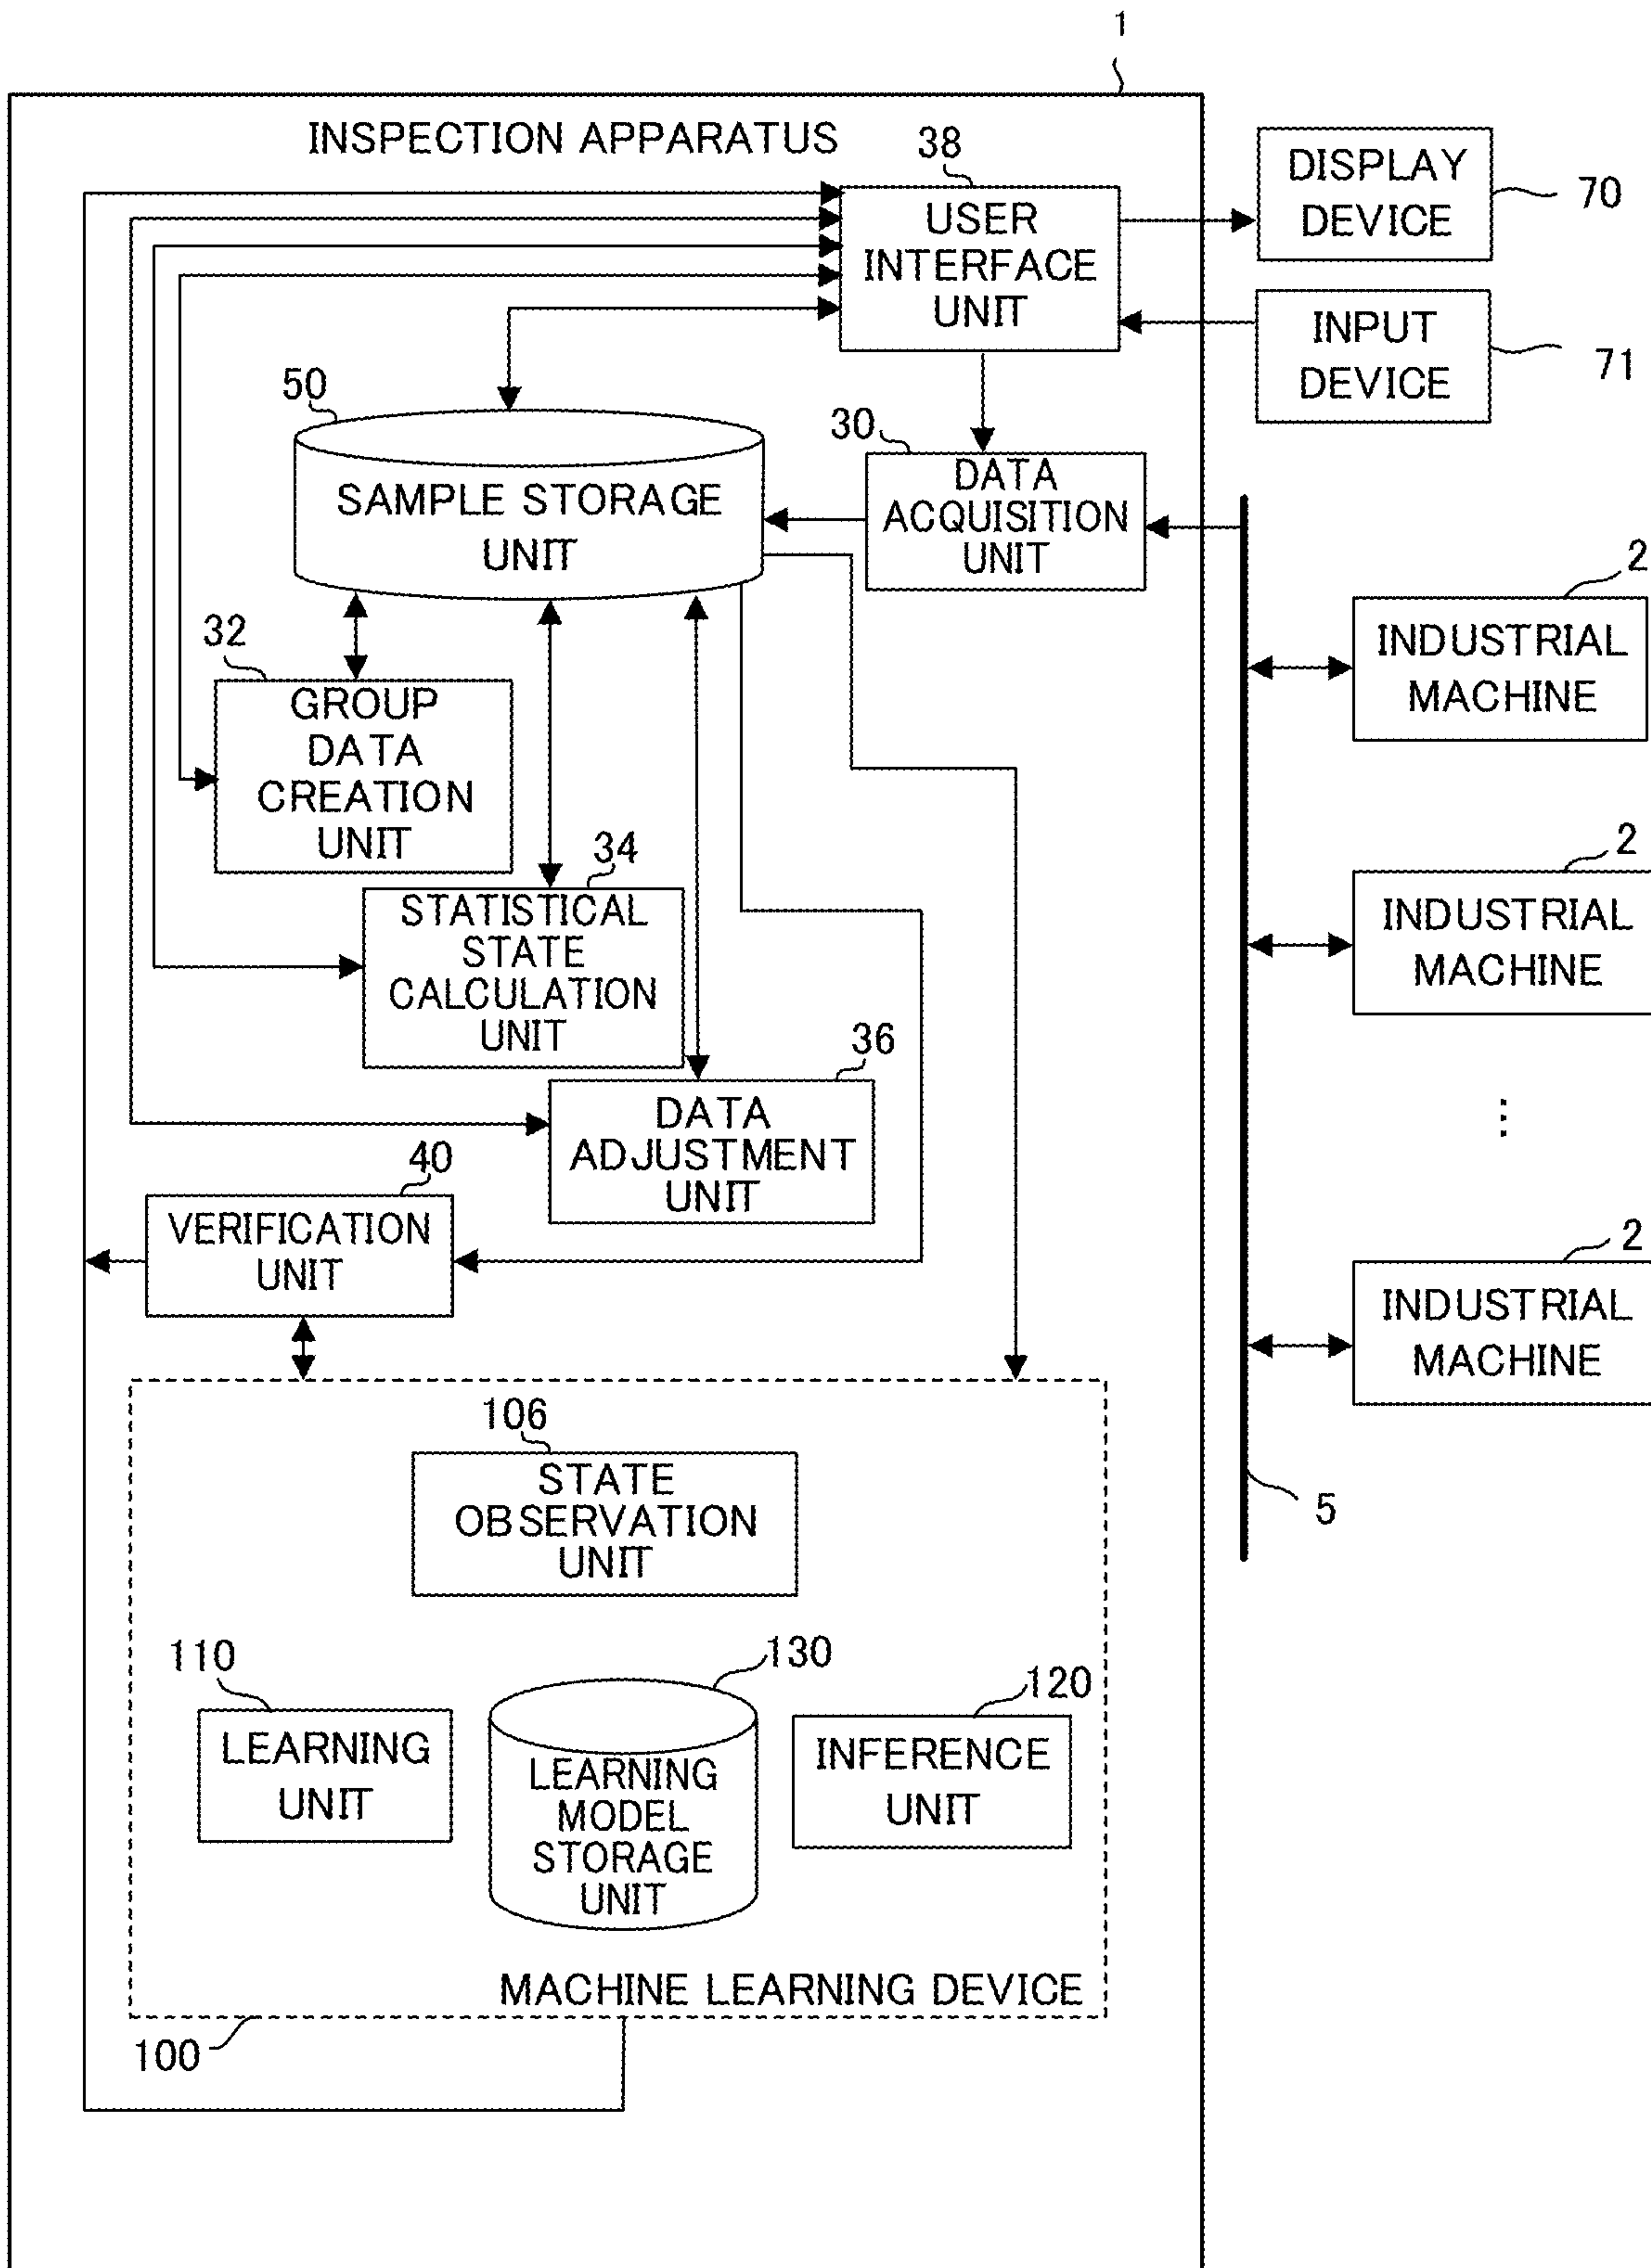 1
INSPECTION APPARATUS
38
USER
INTERFACE
UNIT
DISPLAY
DEVICE
70
INPUT
DEVICE
71
50
SAMPLE STORAGE
UNIT
30
DATA
ACQUISITION
UNIT
2
INDUSTRIAL
MACHINE
32
GROUP
DATA
CREATION
UNIT
34
STATISTICAL
STATE
CALCULATION
UNIT
2
INDUSTRIAL
MACHINE
36
DATA
ADJUSTMENT
UNIT
⋮
40
VERIFICATION
UNIT
2
INDUSTRIAL
MACHINE
5
106
STATE
OBSERVATION
UNIT
110
LEARNING
UNIT
130
LEARNING
MODEL
STORAGE
UNIT
120
INFERENCE
UNIT
MACHINE LEARNING DEVICE
100